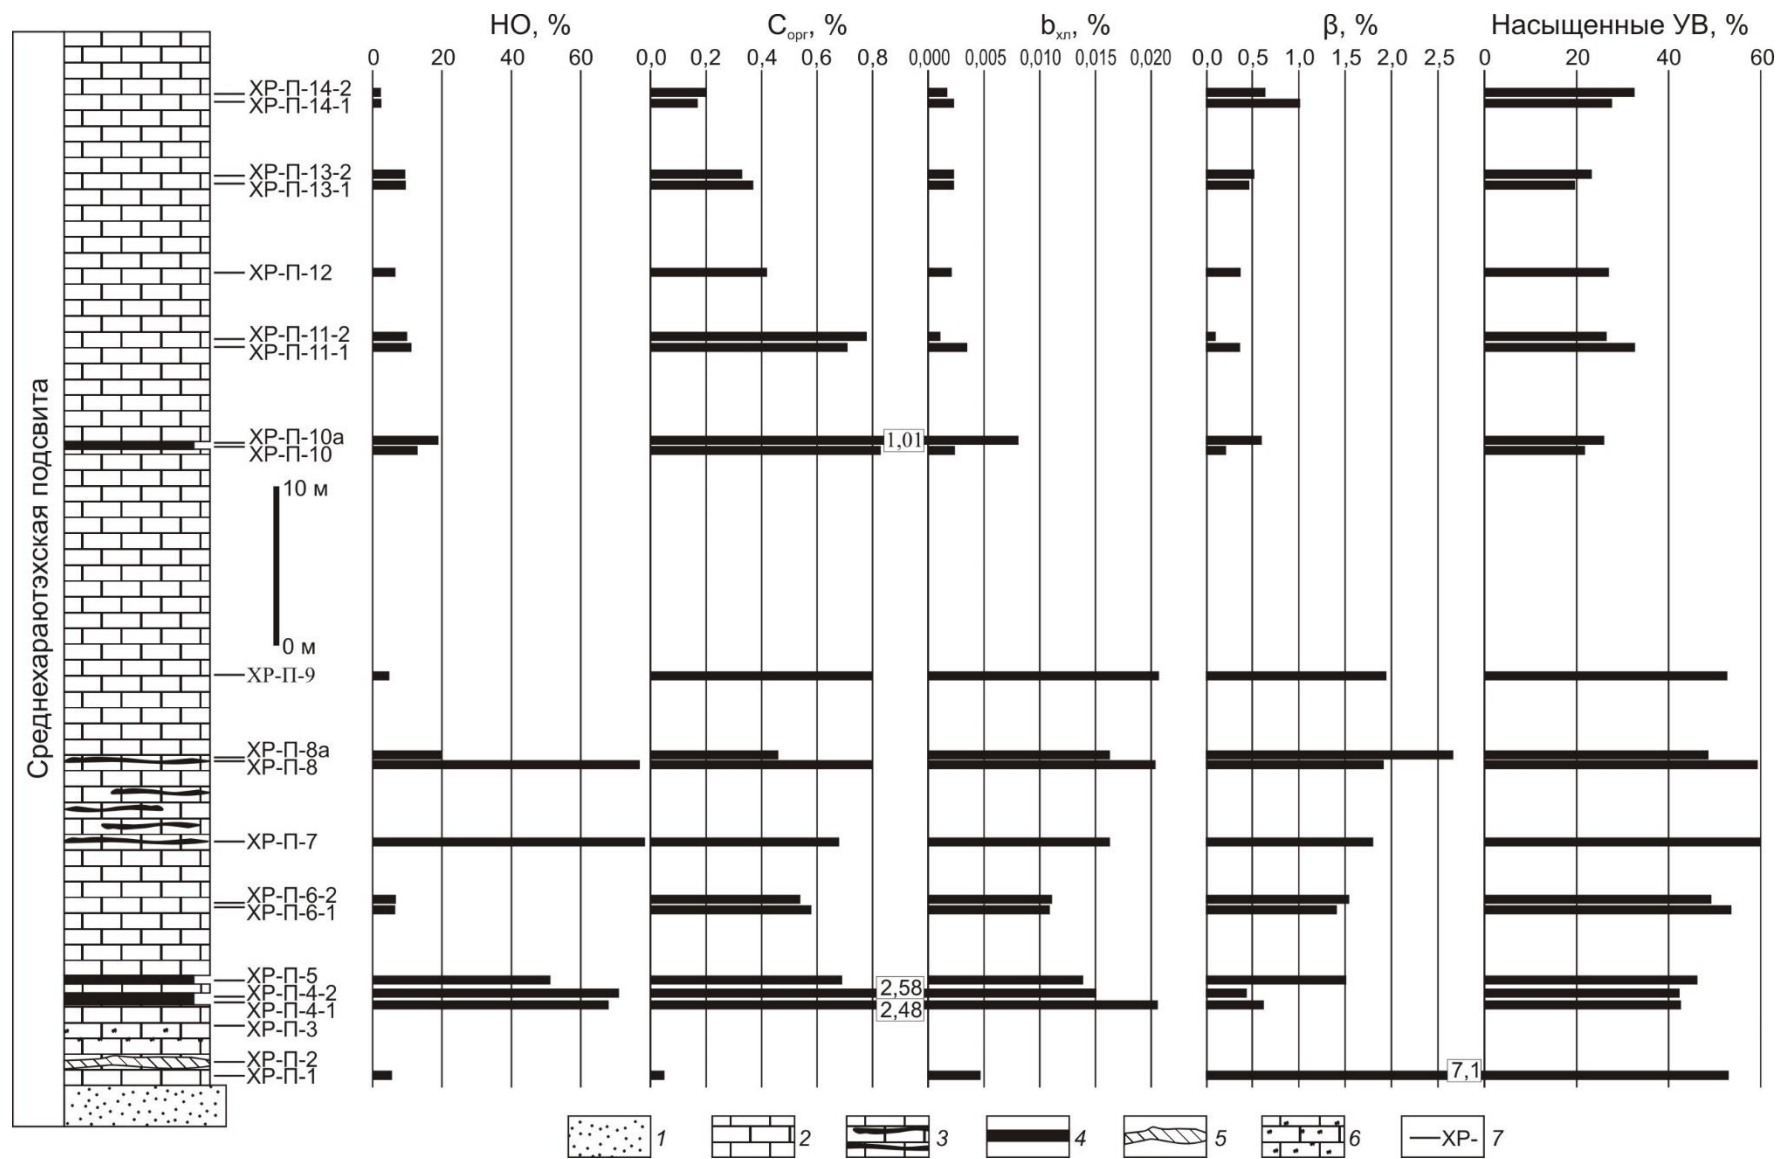 НО, %
Cорг, %
bхл, %
β, %
Насыщенные УВ, %
0 20 40 60
0,0 0,2 0,4 0,6 0,8
0,000 0,005 0,010 0,015 0,020
0,0 0,5 1,0 1,5 2,0 2,5
0 20 40 60
Среднехараютэхская подсвита
ХР-П-14-2
ХР-П-14-1
ХР-П-13-2
ХР-П-13-1
ХР-П-12
ХР-П-11-2
ХР-П-11-1
ХР-П-10а
1,01
ХР-П-10
10 м
0 м
ХР-П-9
ХР-П-8а
ХР-П-8
ХР-П-7
ХР-П-6-2
ХР-П-6-1
ХР-П-5
ХР-П-4-2
2,58
ХР-П-4-1
2,48
ХР-П-3
ХР-П-2
ХР-П-1
7,1
1 2 3 4 5 6 ХР- 7